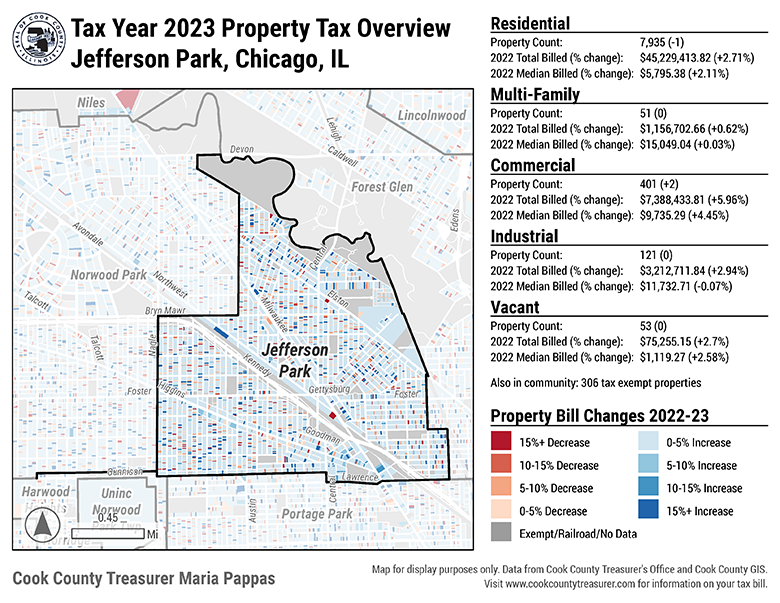 Tax Year 2023 Property Tax Overview
Jefferson Park, Chicago, IL
Residential
Property Count: 7,935 (-1)
2022 Total Billed (% change): $45,229,413.82 (+2.71%)
2022 Median Billed (% change): $5,795.38 (+2.11%)
Multi-Family
Property Count: 51 (0)
2022 Total Billed (% change): $1,156,702.66 (+0.62%)
2022 Median Billed (% change): $15,049.04 (+0.03%)
Commercial
Property Count: 401 (+2)
2022 Total Billed (% change): $7,388,433.81 (+5.96%)
2022 Median Billed (% change): $9,735.29 (+4.45%)
Industrial
Property Count: 121 (0)
2022 Total Billed (% change): $3,212,711.84 (+2.94%)
2022 Median Billed (% change): $11,732.71 (-0.07%)
Vacant
Property Count: 53 (0)
2022 Total Billed (% change): $75,255.15 (+2.7%)
2022 Median Billed (% change): $1,119.27 (+2.58%)
Also in community: 306 tax exempt properties
Property Bill Changes 2022-23
15%+ Decrease
10-15% Decrease
5-10% Decrease
0-5% Decrease
Exempt/Railroad/No Data
0-5% Increase
5-10% Increase
10-15% Increase
15%+ Increase
Niles
Lincolnwood
Lehigh
Devon
Caldwell
Forest Glen
Edens
Avondale
Central
Norwood Park
Northwest
Elston
Talcott
Milwaukee
Bryn Mawr
Talcott
Nagle
Jefferson
Park
Kennedy
Gettysburg
Foster
Higgins
Foster
Goodman
Gunnison
Lawrence
Harwood
Uninc
Norwood
Central
Austin
Portage Park
0.45
Mi
Cook County Treasurer Maria Pappas
Map for display purposes only. Data from Cook County Treasurer's Office and Cook County GIS.
Visit www.cookcountytreasurer.com for information on your tax bill.